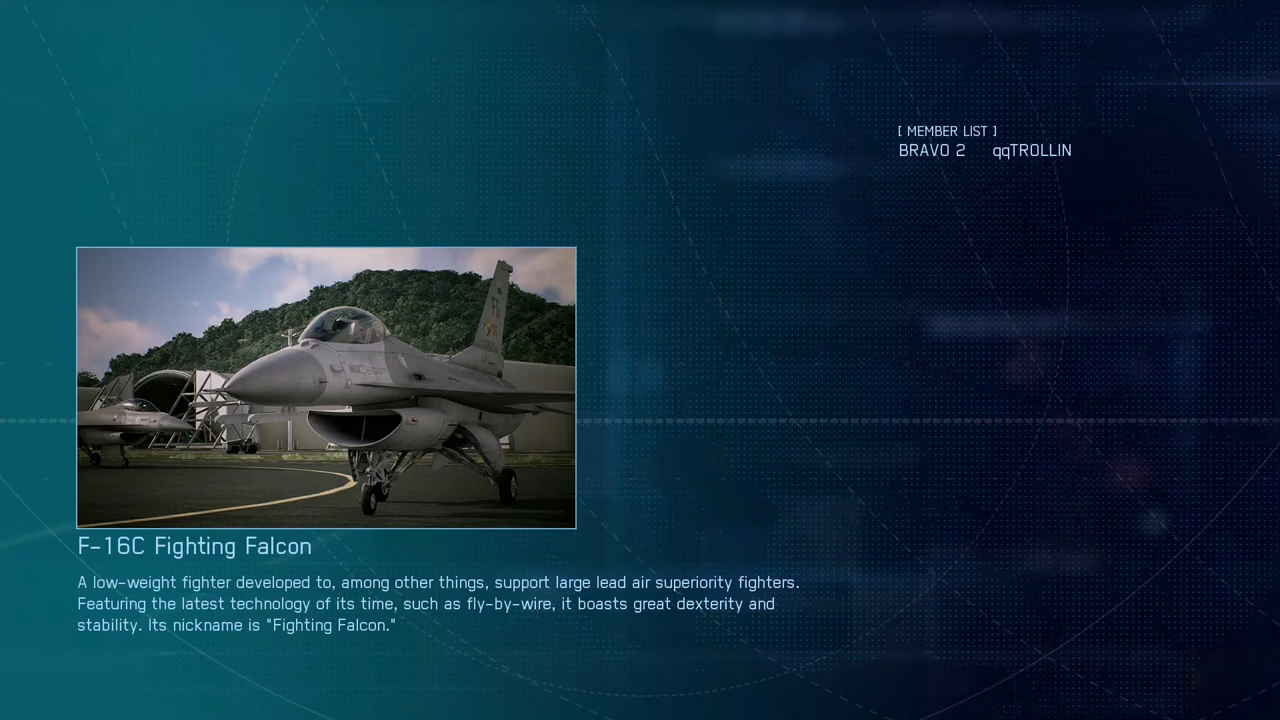 [ MEMBER LIST ]
BRAVO 2 qqTROLLIN
F-16C Fighting Falcon
A low-weight fighter developed to, among other things, support large lead air superiority fighters.
Featuring the latest technology of its time, such as fly-by-wire, it boasts great dexterity and
stability. Its nickname is "Fighting Falcon."